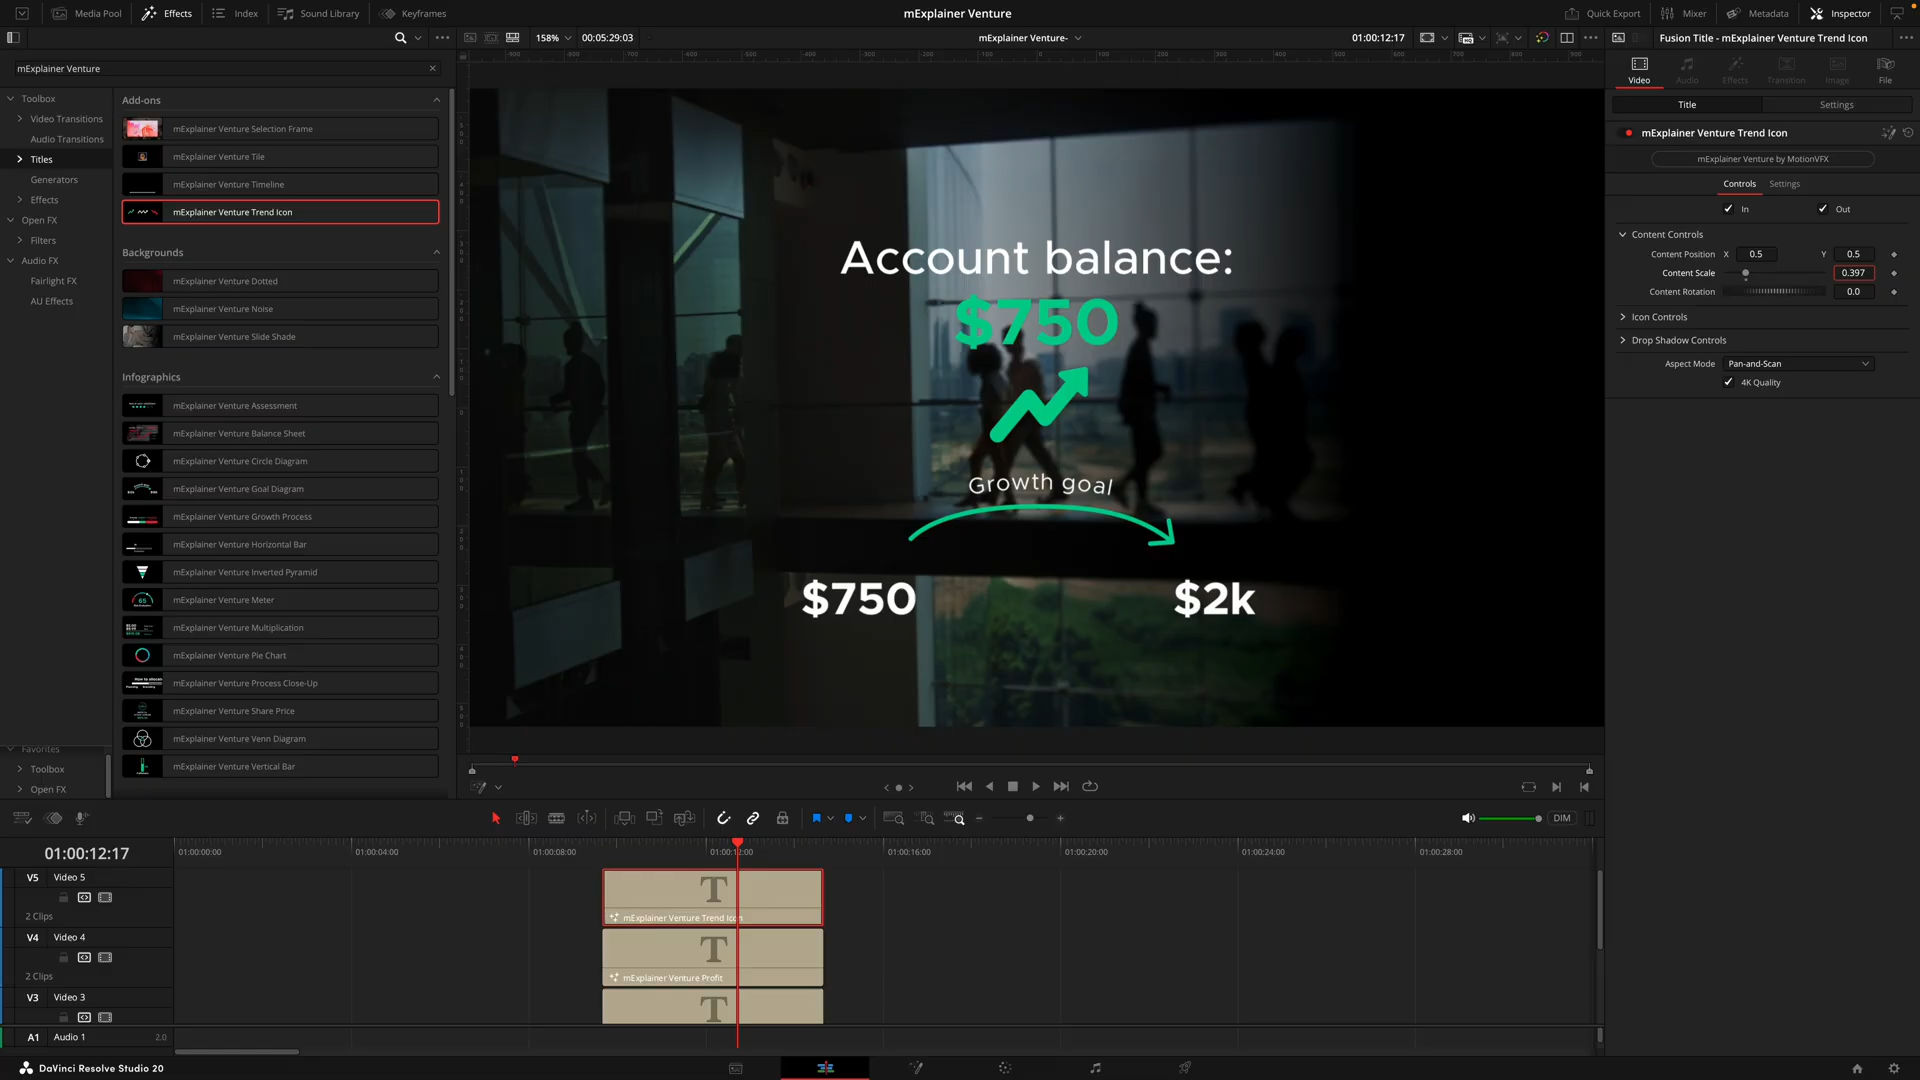 Media Pool
Effects
Index
Sound Library
Keyframes
mExplainer Venture
Quick Export
Mixer
Metadata
Inspector
158%
00:05:29:03
mExplainer Venture-
01:00:12:17
Fusion Title - mExplainer Venture Trend Icon
mExplainer Venture
Toolbox
Video Transitions
Audio Transitions
Titles
Generators
Effects
Open FX
Filters
Audio FX
Fairlight FX
AU Effects
Favorites
Toolbox
Open FX
Add-ons
mExplainer Venture Selection Frame
mExplainer Venture Tile
mExplainer Venture Timeline
mExplainer Venture Trend Icon
Backgrounds
mExplainer Venture Dotted
mExplainer Venture Noise
mExplainer Venture Slide Shade
Infographics
mExplainer Venture Assessment
mExplainer Venture Balance Sheet
mExplainer Venture Circle Diagram
mExplainer Venture Goal Diagram
mExplainer Venture Growth Process
mExplainer Venture Horizontal Bar
mExplainer Venture Inverted Pyramid
mExplainer Venture Meter
mExplainer Venture Multiplication
mExplainer Venture Pie Chart
mExplainer Venture Process Close-Up
mExplainer Venture Share Price
mExplainer Venture Venn Diagram
mExplainer Venture Vertical Bar
Account balance:
$750
Growth goal
$750
$2k
Video
Audio
Effects
Transition
Image
File
Title
Settings
mExplainer Venture Trend Icon
mExplainer Venture by MotionVFX
Controls
Settings
In
Out
Content Controls
Content Position X 0.5 Y 0.5
Content Scale 0.397
Content Rotation 0.0
Icon Controls
Drop Shadow Controls
Aspect Mode Pan-and-Scan
4K Quality
DIM
01:00:12:17
01:00:00:00
01:00:04:00
01:00:08:00
01:00:12:00
01:00:16:00
01:00:20:00
01:00:24:00
01:00:28:00
V5 Video 5
2 Clips
T
mExplainer Venture Trend Icon
V4 Video 4
2 Clips
T
mExplainer Venture Profit
V3 Video 3
T
A1 Audio 1 2.0
DaVinci Resolve Studio 20